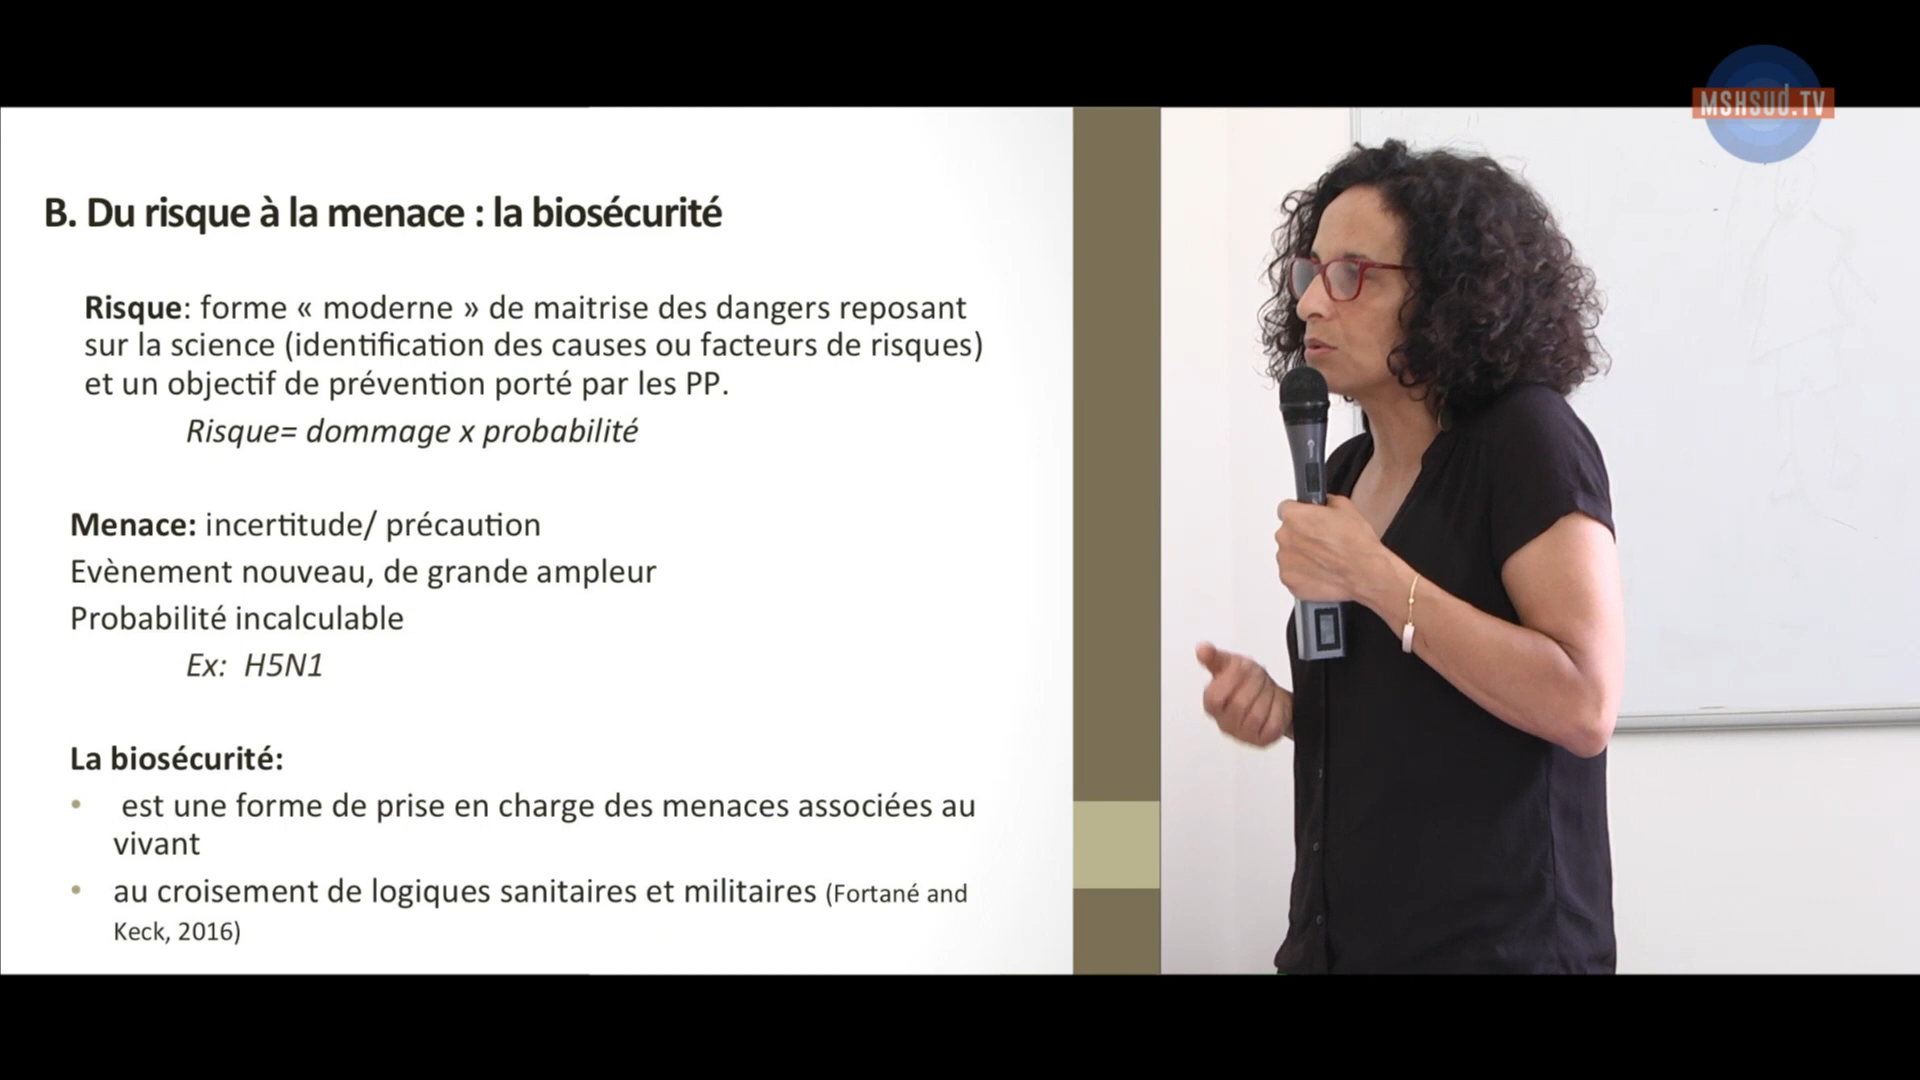 MSHSUD.TV
B. Du risque à la menace : la biosécurité
Risque: forme « moderne » de maitrise des dangers reposant
sur la science (identification des causes ou facteurs de risques)
et un objectif de prévention porté par les PP.
Risque= dommage x probabilité
Menace: incertitude/ précaution
Evènement nouveau, de grande ampleur
Probabilité incalculable
Ex:  H5N1
La biosécurité:
• est une forme de prise en charge des menaces associées au
vivant
• au croisement de logiques sanitaires et militaires (Fortané and
Keck, 2016)